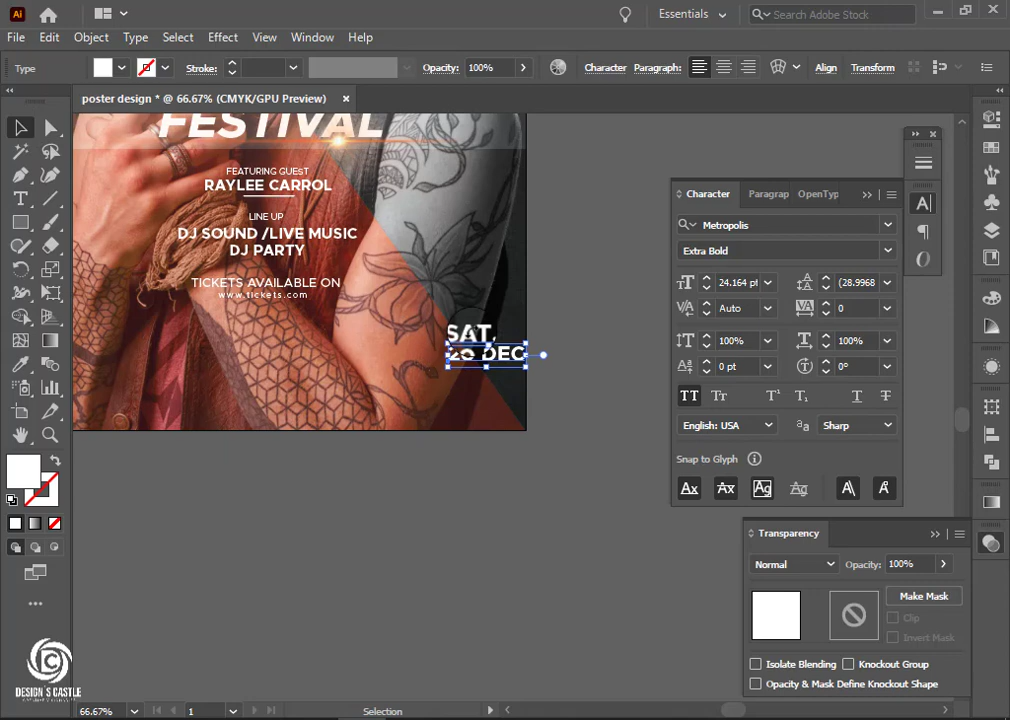 Ai
Essentials
Search Adobe Stock
File Edit Object Type Select Effect View Window Help
Type
Stroke:
Opacity: 100%
Character Paragraph: Align Transform
poster design * @ 66.67% (CMYK/GPU Preview)
FESTIVAL
FEATURING GUEST
RAYLEE CARROL
LINE UP
DJ SOUND /LIVE MUSIC
DJ PARTY
TICKETS AVAILABLE ON
www.tickets.com
SAT,
20 DEC
Character Paragrap OpenTyp
Metropolis
Extra Bold
24.164 pt (28.9968
Auto 0
100% 100%
0 pt 0°
English: USA Sharp
Snap to Glyph
Transparency
Normal Opacity: 100%
Make Mask
Clip
Invert Mask
Isolate Blending Knockout Group
Opacity & Mask Define Knockout Shape
DESIGN'S CASTLE
66.67% 1 Selection